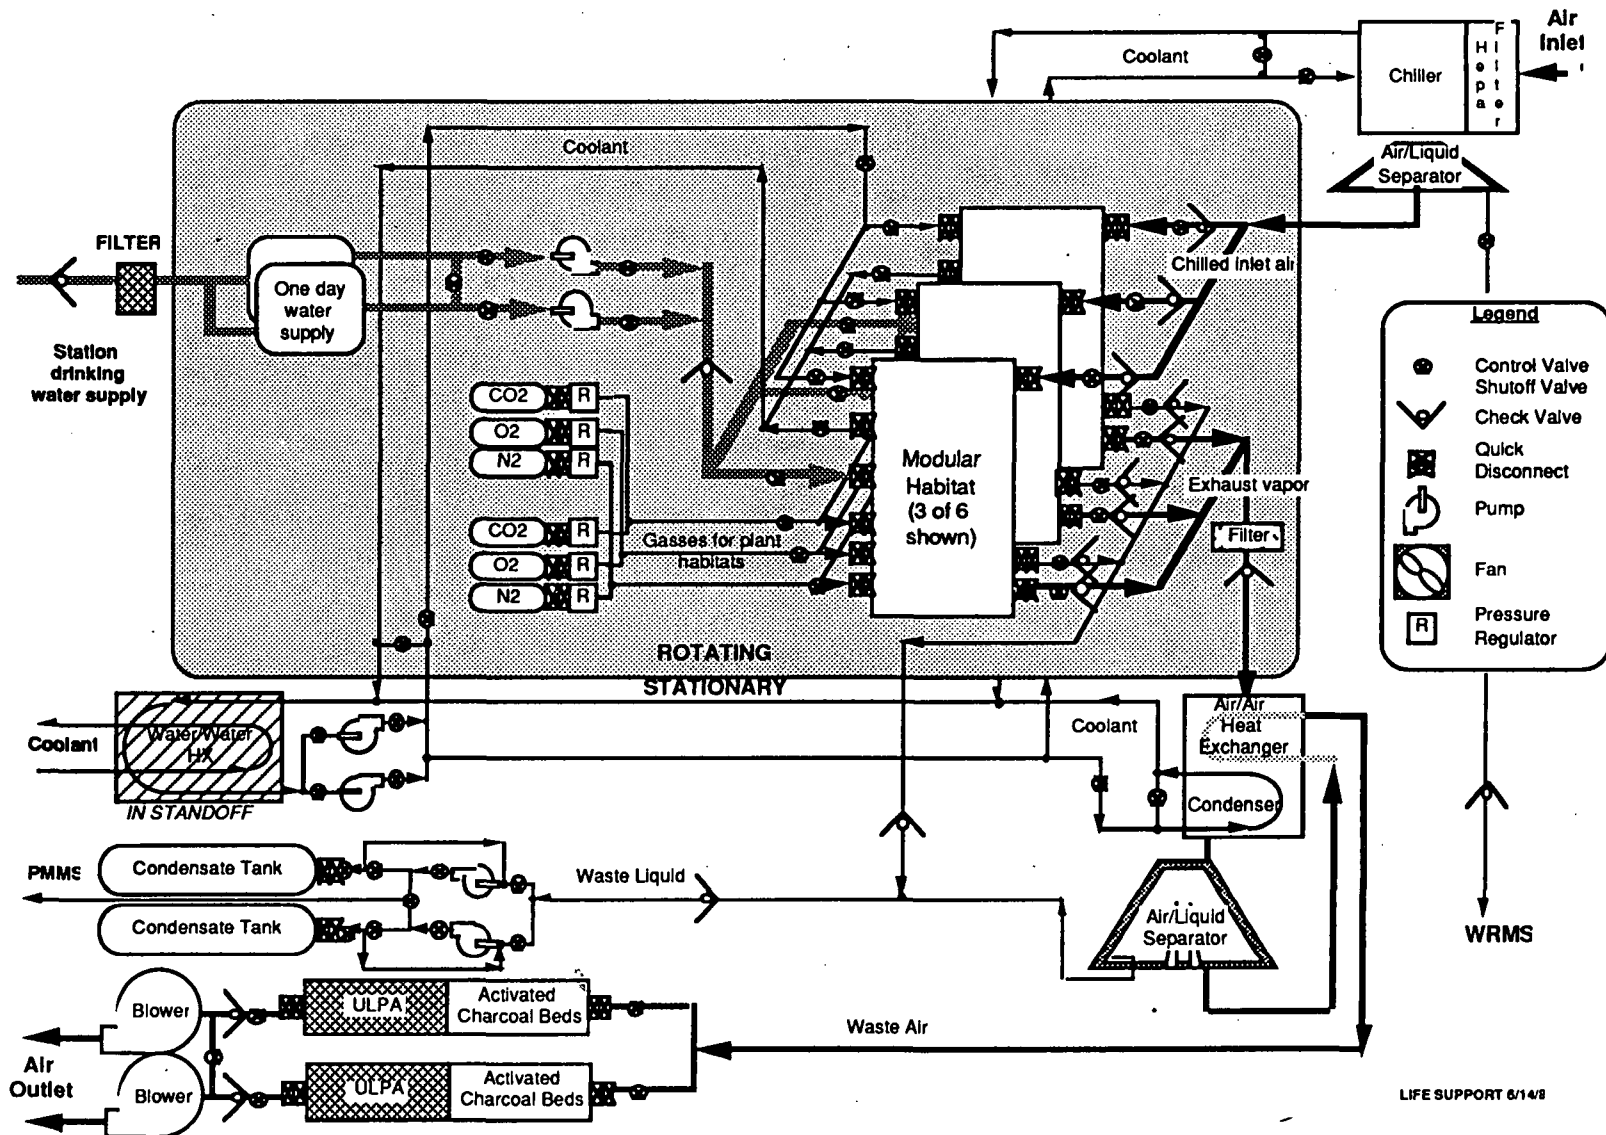 Air
Inlet
Coolant
Chiller
Hepa
Filter
Air/Liquid
Separator
Coolant
FILTER
One day
water
supply
Station
drinking
water supply
Chilled inlet air
Legend
Control Valve
Shutoff Valve
Check Valve
Quick
Disconnect
Pump
Fan
R
Pressure
Regulator
CO2
R
O2
R
N2
R
CO2
R
O2
R
N2
R
Gasses for plant
habitats
Modular
Habitat
(3 of 6
shown)
Exhaust vapor
Filter
ROTATING
STATIONARY
Coolant
Water/Water
HX
IN STANDOFF
Coolant
Air/Air
Heat
Exchanger
Condenser
PMMS
Condensate Tank
Condensate Tank
Waste Liquid
Air/Liquid
Separator
WRMS
Blower
ULPA
Activated
Charcoal Beds
Waste Air
Air
Outlet
Blower
ULPA
Activated
Charcoal Beds
LIFE SUPPORT 6/14/8